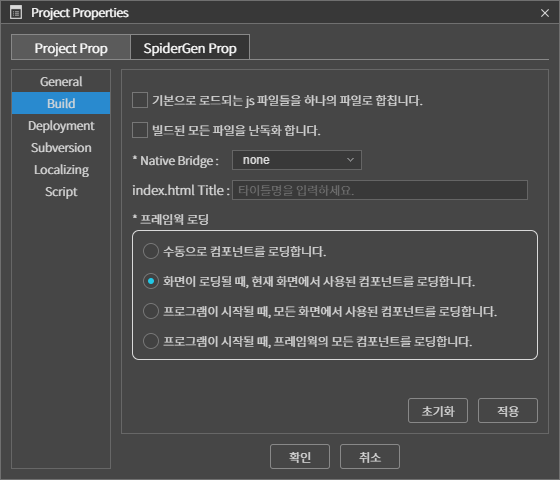 Project Properties
Project Prop
SpiderGen Prop
General
Build
Deployment
Subversion
Localizing
Script
기본으로 로드되는 js 파일들을 하나의 파일로 합칩니다.
빌드된 모든 파일을 난독화 합니다.
* Native Bridge : none
index.html Title : 타이틀명을 입력하세요.
* 프레임웍 로딩
수동으로 컴포넌트를 로딩합니다.
화면이 로딩될 때, 현재 화면에서 사용된 컴포넌트를 로딩합니다.
프로그램이 시작될 때, 모든 화면에서 사용된 컴포넌트를 로딩합니다.
프로그램이 시작될 때, 프레임웍의 모든 컴포넌트를 로딩합니다.
초기화 적용
확인 취소